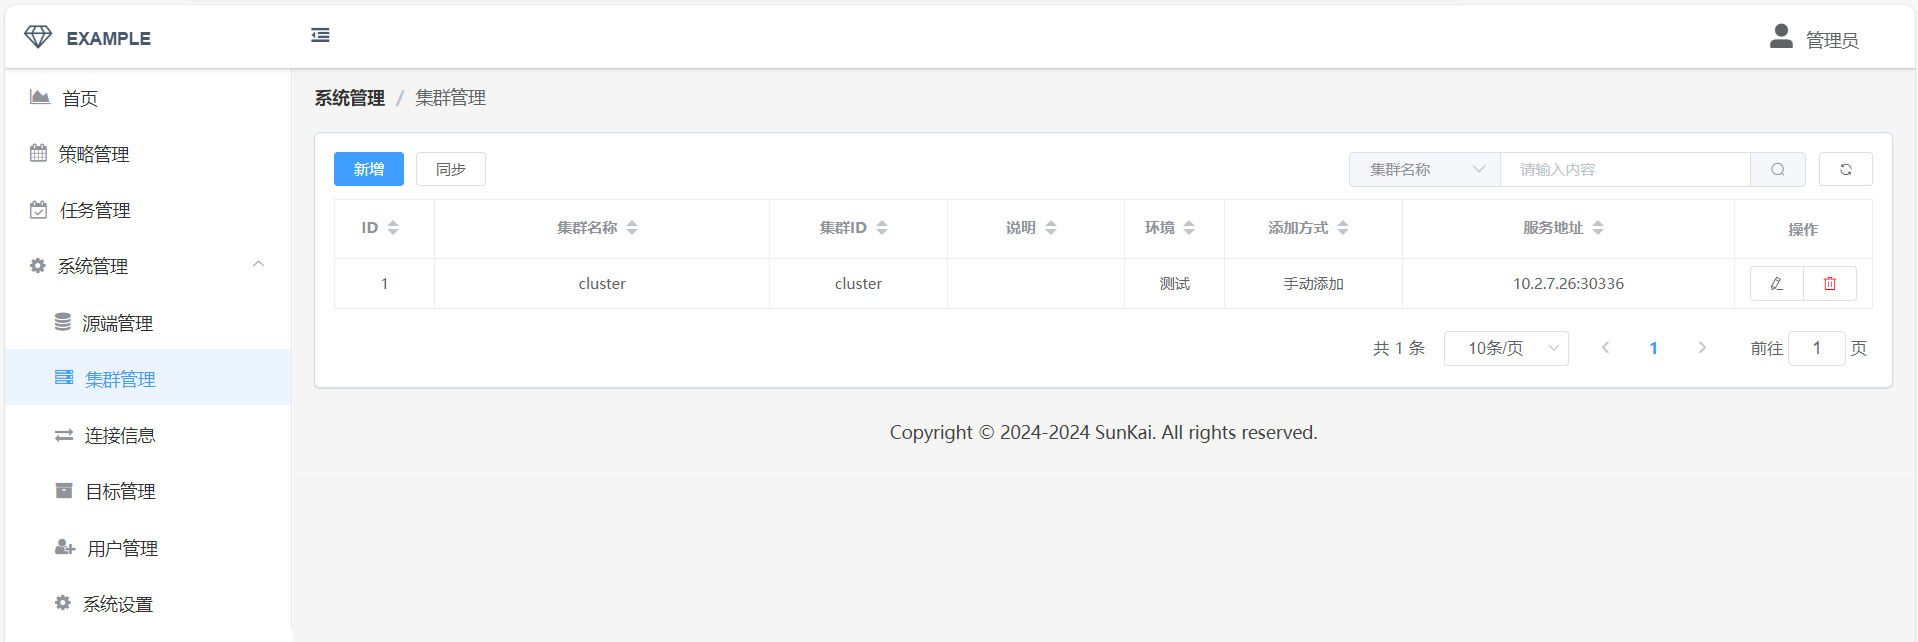 EXAMPLE
管理员
首页
策略管理
任务管理
系统管理
源端管理
集群管理
连接信息
目标管理
用户管理
系统设置
系统管理 / 集群管理
新增 同步 集群名称 请输入内容
ID 集群名称 集群ID 说明 环境 添加方式 服务地址 操作
1 cluster cluster 测试 手动添加 10.2.7.26:30336
共 1 条 10条/页 1 前往 1 页
Copyright © 2024-2024 SunKai. All rights reserved.